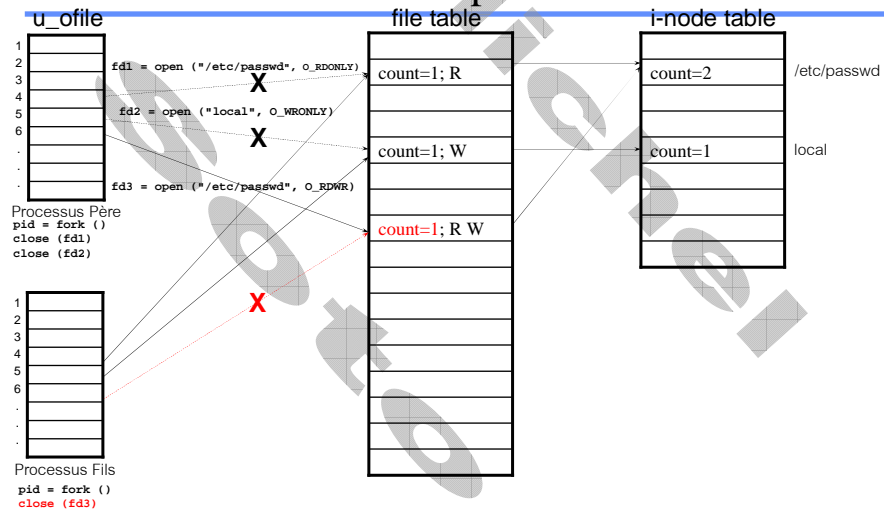 u_ofile
file table
i-node table
1
2
3
4
5
6
.
.
.
fd1 = open ("/etc/passwd", O_RDONLY)
X
fd2 = open ("local", O_WRONLY)
X
fd3 = open ("/etc/passwd", O_RDWR)
Processus Père
pid = fork ()
close (fd1)
close (fd2)
count=1; R
count=1; W
count=1; R W
count=2
/etc/passwd
count=1
local
X
1
2
3
4
5
6
.
.
.
Processus Fils
pid = fork ()
close (fd3)
Michel
Soto